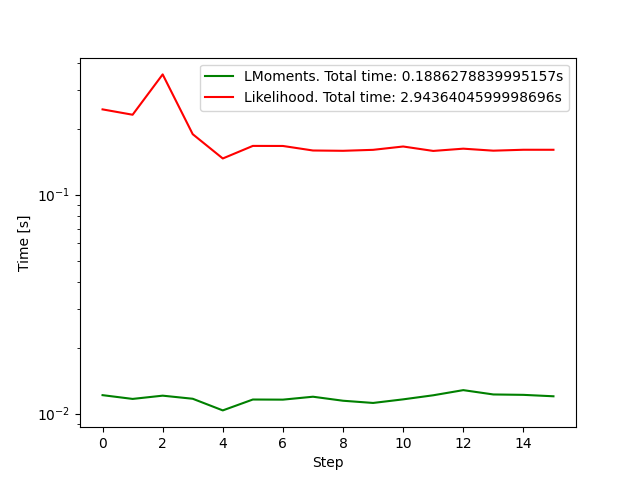 LMoments. Total time: 0.1886278839995157s
Likelihood. Total time: 2.9436404599998696s
Time [s]
10⁻¹
10⁻²
0 2 4 6 8 10 12 14
Step